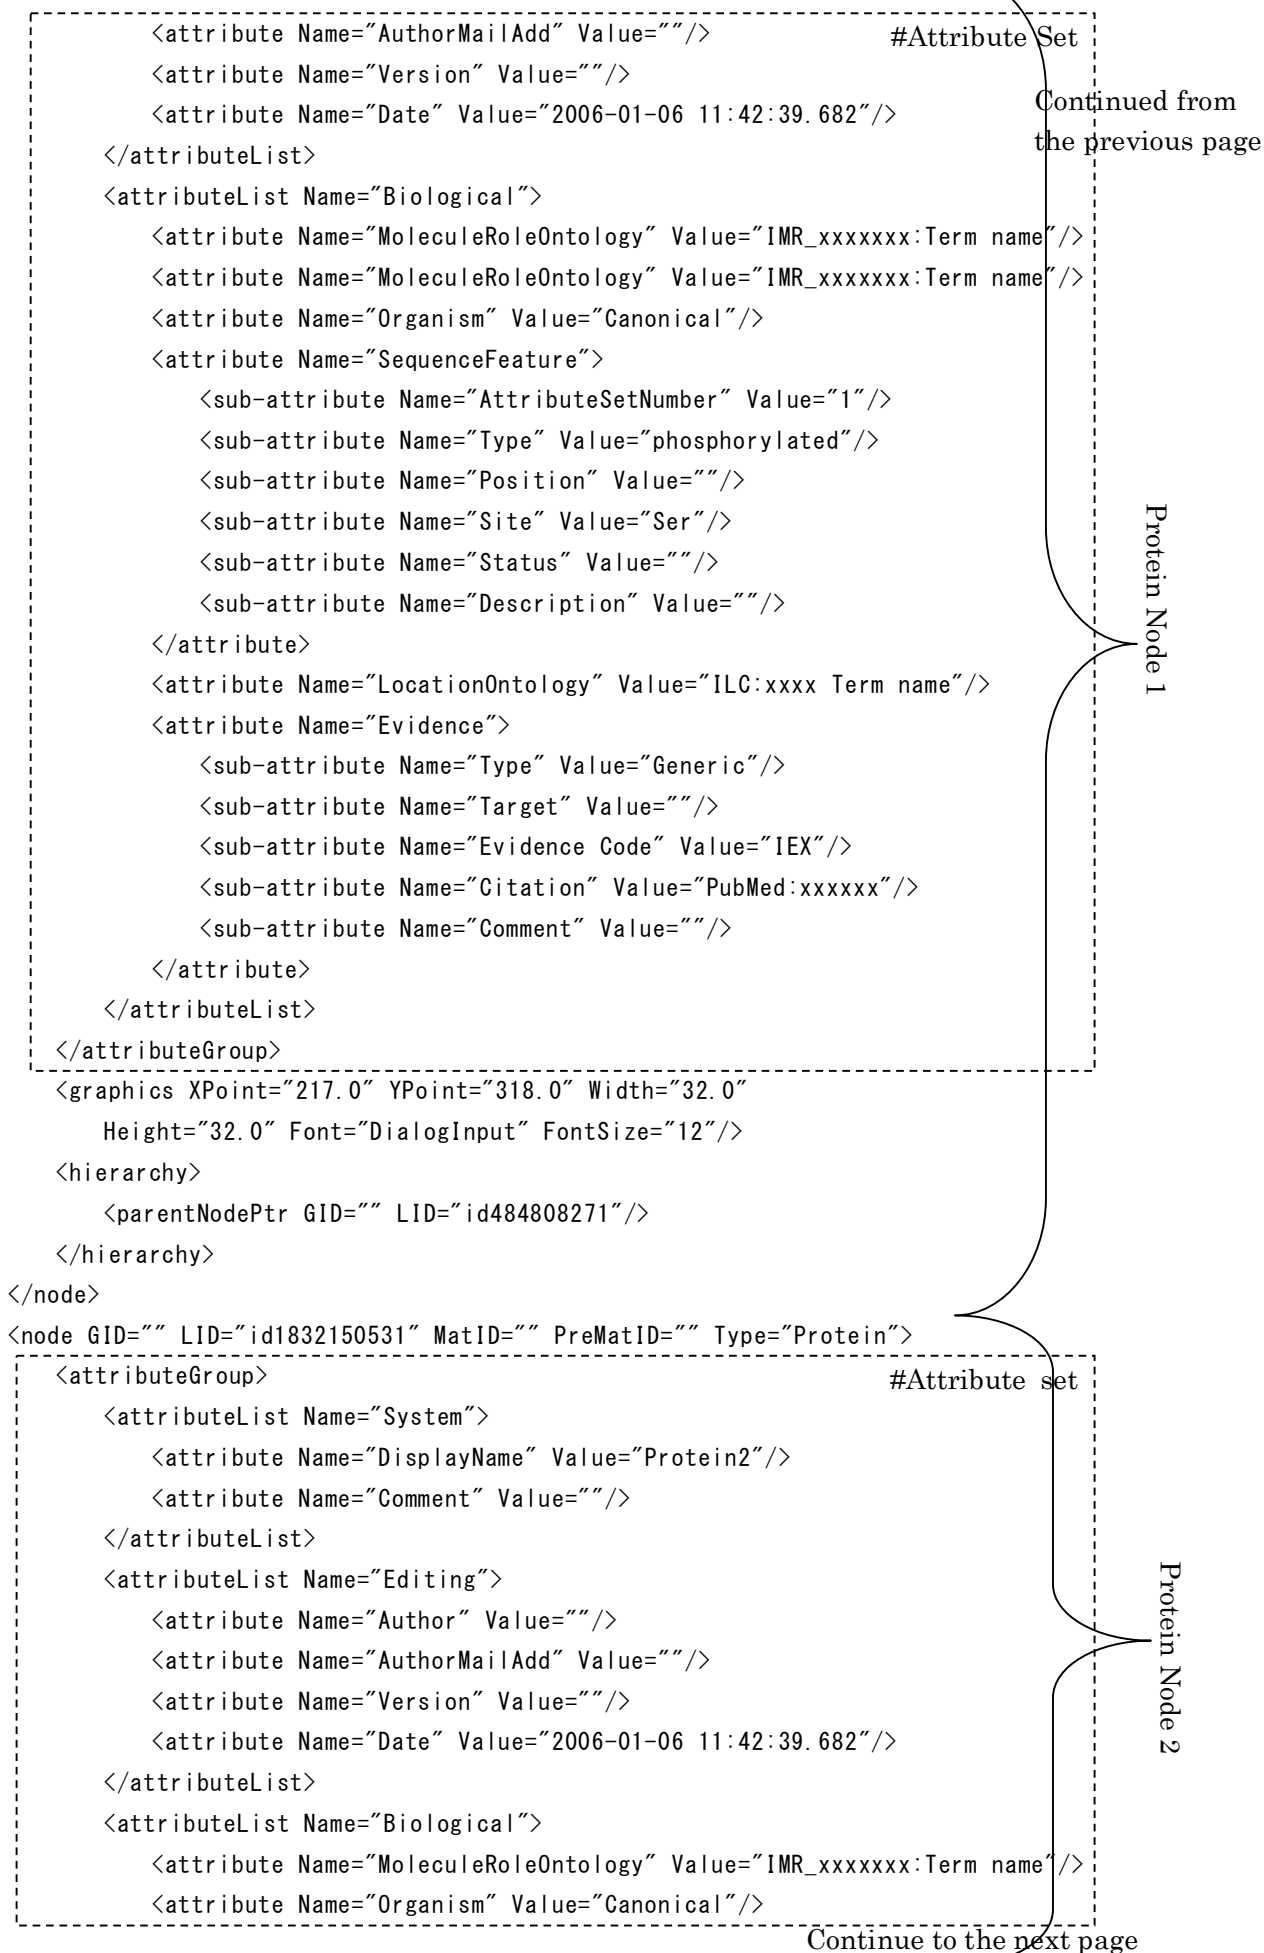 <attribute Name="AuthorMailAdd" Value=""/>
#Attribute Set
<attribute Name="Version" Value=""/>
Continued from
<attribute Name="Date" Value="2006-01-06 11:42:39.682"/>
the previous page
</attributeList>
<attributeList Name="Biological">
<attribute Name="MoleculeRoleOntology" Value="IMR_xxxxxxx:Term name"/>
<attribute Name="MoleculeRoleOntology" Value="IMR_xxxxxxx:Term name"/>
<attribute Name="Organism" Value="Canonical"/>
<attribute Name="SequenceFeature">
<sub-attribute Name="AttributeSetNumber" Value="1"/>
<sub-attribute Name="Type" Value="phosphorylated"/>
<sub-attribute Name="Position" Value=""/>
<sub-attribute Name="Site" Value="Ser"/>
<sub-attribute Name="Status" Value=""/>
<sub-attribute Name="Description" Value=""/>
</attribute>
Protein Node 1
<attribute Name="LocationOntology" Value="ILC:xxxx Term name"/>
<attribute Name="Evidence">
<sub-attribute Name="Type" Value="Generic"/>
<sub-attribute Name="Target" Value=""/>
<sub-attribute Name="Evidence Code" Value="IEX"/>
<sub-attribute Name="Citation" Value="PubMed:xxxxxx"/>
<sub-attribute Name="Comment" Value=""/>
</attribute>
</attributeList>
</attributeGroup>
<graphics XPoint="217.0" YPoint="318.0" Width="32.0"
Height="32.0" Font="DialogInput" FontSize="12"/>
<hierarchy>
<parentNodePtr GID="" LID="id484808271"/>
</hierarchy>
</node>
<node GID="" LID="id1832150531" MatID="" PreMatID="" Type="Protein">
<attributeGroup>
#Attribute set
<attributeList Name="System">
<attribute Name="DisplayName" Value="Protein2"/>
<attribute Name="Comment" Value=""/>
</attributeList>
<attributeList Name="Editing">
<attribute Name="Author" Value=""/>
<attribute Name="AuthorMailAdd" Value=""/>
Protein Node 2
<attribute Name="Version" Value=""/>
<attribute Name="Date" Value="2006-01-06 11:42:39.682"/>
</attributeList>
<attributeList Name="Biological">
<attribute Name="MoleculeRoleOntology" Value="IMR_xxxxxxx:Term name"/>
<attribute Name="Organism" Value="Canonical"/>
Continue to the next page